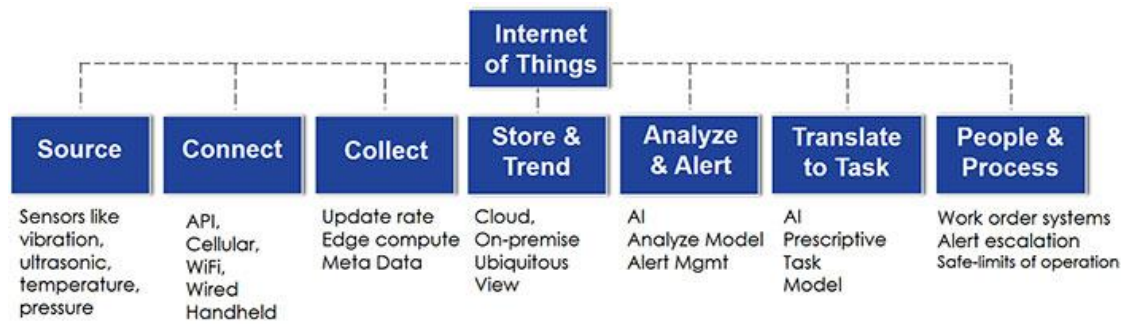 Internet
of Things
Source
Connect
Collect
Store &
Trend
Analyze
& Alert
Translate
to Task
People &
Process
Sensors like
vibration,
ultrasonic,
temperature,
pressure
API,
Cellular,
WiFi,
Wired
Handheld
Update rate
Edge compute
Meta Data
Cloud,
On-premise
Ubiquitous
View
AI
Analyze Model
Alert Mgmt
AI
Prescriptive
Task
Model
Work order systems
Alert escalation
Safe-limits of operation